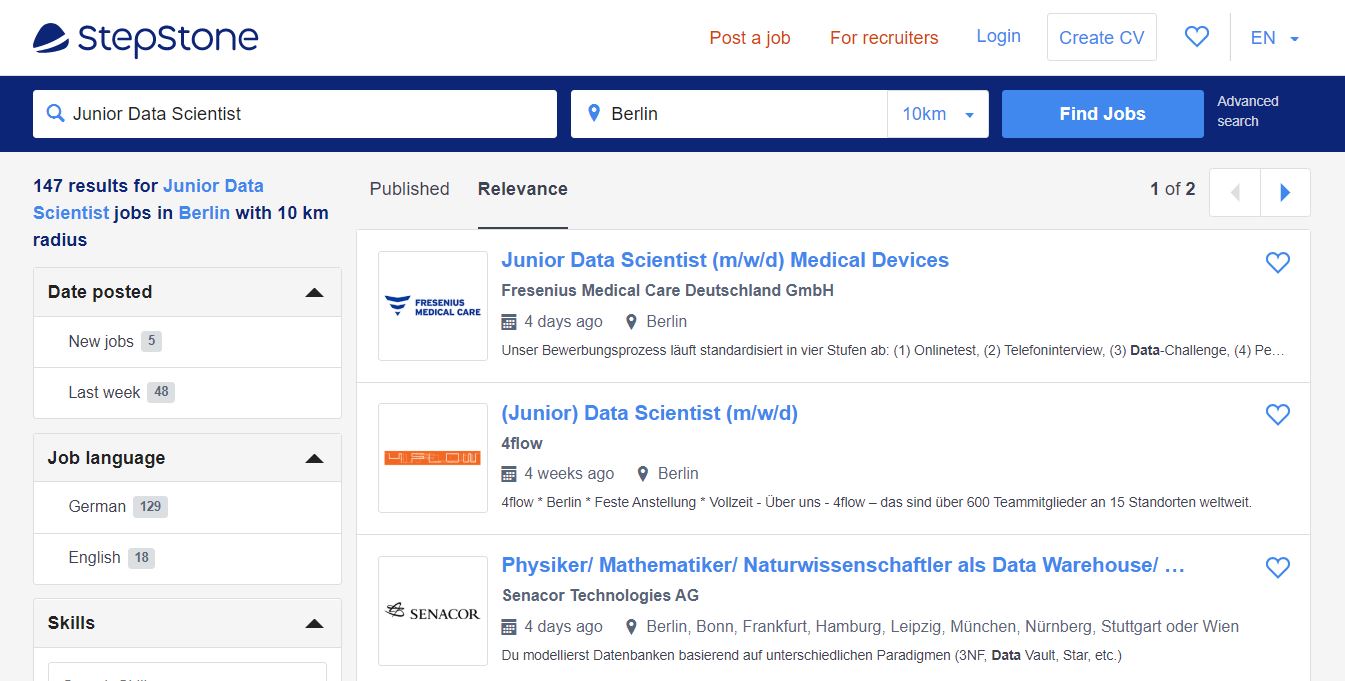 StepStone
Post a job
For recruiters
Login
Create CV
EN
Junior Data Scientist
Berlin
10km
Find Jobs
Advanced
search
147 results for Junior Data
Scientist jobs in Berlin with 10 km
radius
Date posted
New jobs 5
Last week 48
Job language
German 129
English 18
Skills
Published
Relevance
1 of 2
FRESENIUS
MEDICAL CARE
Junior Data Scientist (m/w/d) Medical Devices
Fresenius Medical Care Deutschland GmbH
4 days ago Berlin
Unser Bewerbungsprozess läuft standardisiert in vier Stufen ab: (1) Onlinetest, (2) Telefoninterview, (3) Data-Challenge, (4) Pe…
4FLOW
(Junior) Data Scientist (m/w/d)
4flow
4 weeks ago Berlin
4flow * Berlin * Feste Anstellung * Vollzeit - Über uns - 4flow – das sind über 600 Teammitglieder an 15 Standorten weltweit.
SENACOR
Physiker/ Mathematiker/ Naturwissenschaftler als Data Warehouse/ …
Senacor Technologies AG
4 days ago Berlin, Bonn, Frankfurt, Hamburg, Leipzig, München, Nürnberg, Stuttgart oder Wien
Du modellierst Datenbanken basierend auf unterschiedlichen Paradigmen (3NF, Data Vault, Star, etc.)